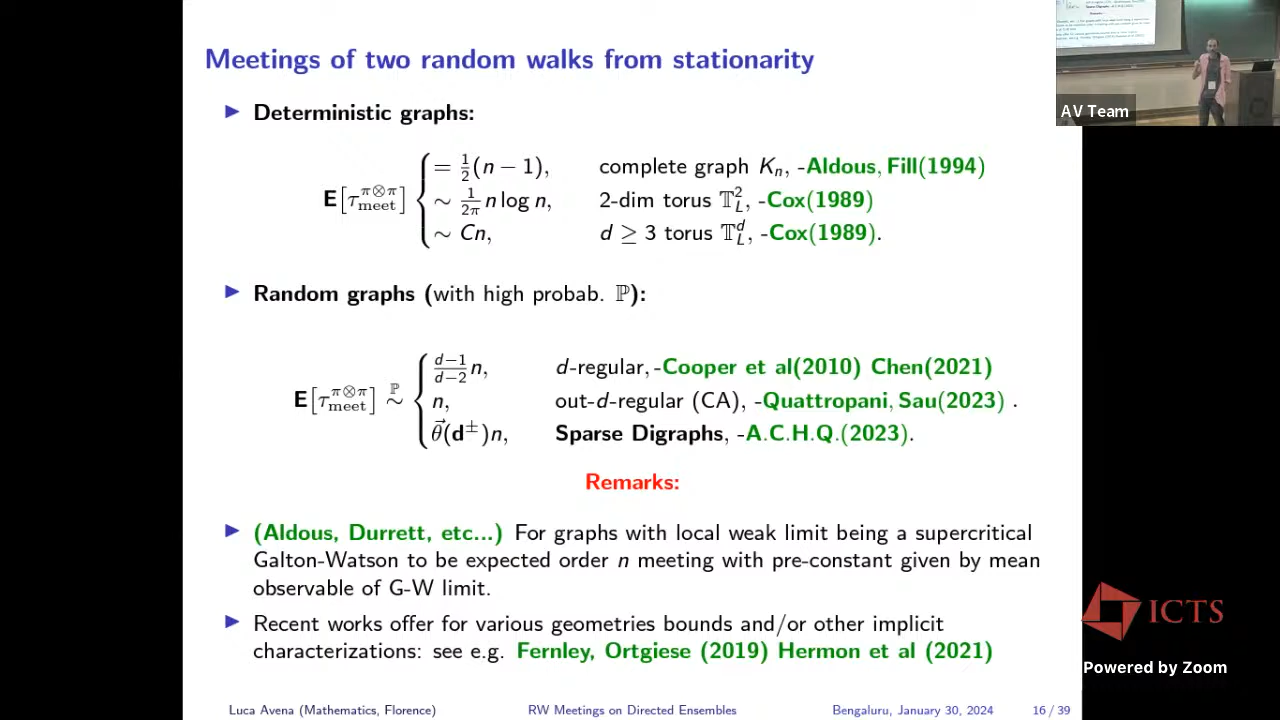 Meetings of two random walks from stationarity
▶ Deterministic graphs:
E[τ_meet^{π⊗π}] { = 1/2(n − 1), complete graph K_n, -Aldous, Fill(1994)
∼ 1/2π n log n, 2-dim torus 𝕋_L^2, -Cox(1989)
∼ Cn, d ≥ 3 torus 𝕋_L^d, -Cox(1989).
▶ Random graphs (with high probab. ℙ):
E[τ_meet^{π⊗π}] ∼^ℙ { d−1/d−2 n, d-regular, -Cooper et al(2010) Chen(2021)
n, out-d-regular (CA), -Quattropani, Sau(2023) .
θ⃗(d^±)n, Sparse Digraphs, -A.C.H.Q.(2023).
Remarks:
▶ (Aldous, Durrett, etc...) For graphs with local weak limit being a supercritical
Galton-Watson to be expected order n meeting with pre-constant given by mean
observable of G-W limit.
▶ Recent works offer for various geometries bounds and/or other implicit
characterizations: see e.g. Fernley, Ortgiese (2019) Hermon et al (2021)
Luca Avena (Mathematics, Florence) RW Meetings on Directed Ensembles Bengaluru, January 30, 2024 16 / 39
AV Team
ICTS
Powered by Zoom